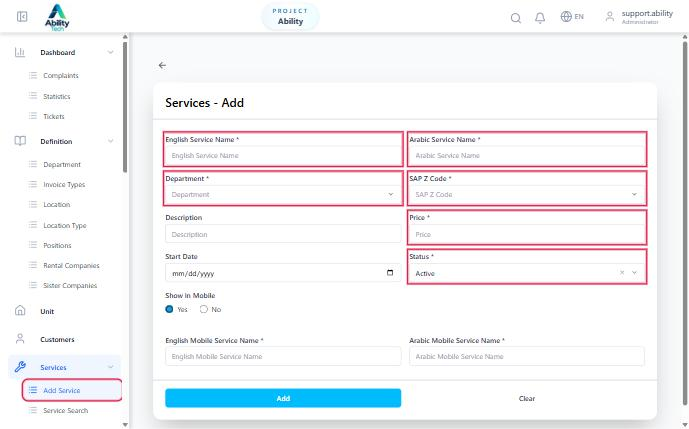 Ability
Tech
PROJECT
Ability
EN
support.ability
Administrator
Dashboard
Complaints
Statistics
Tickets
Definition
Department
Invoice Types
Location
Location Type
Positions
Rental Companies
Sister Companies
Unit
Customers
Services
Add Service
Service Search
Services - Add
English Service Name *
English Service Name
Arabic Service Name *
Arabic Service Name
Department *
Department
SAP Z Code *
SAP Z Code
Description
Description
Price *
Price
Start Date
mm/dd/yyyy
Status *
Active
Show in Mobile
Yes
No
English Mobile Service Name *
English Mobile Service Name
Arabic Mobile Service Name *
Arabic Mobile Service Name
Add
Clear